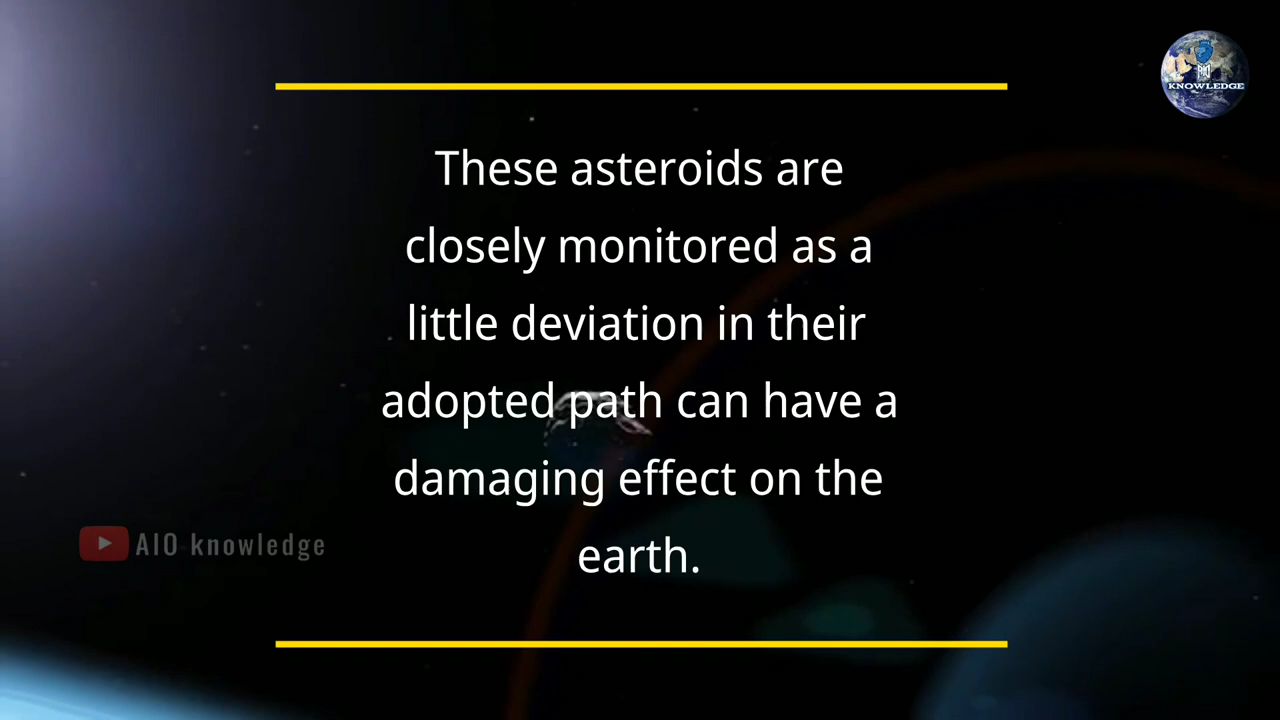 KNOWLEDGE
These asteroids are
closely monitored as a
little deviation in their
adopted path can have a
damaging effect on the
earth.
AIO knowledge